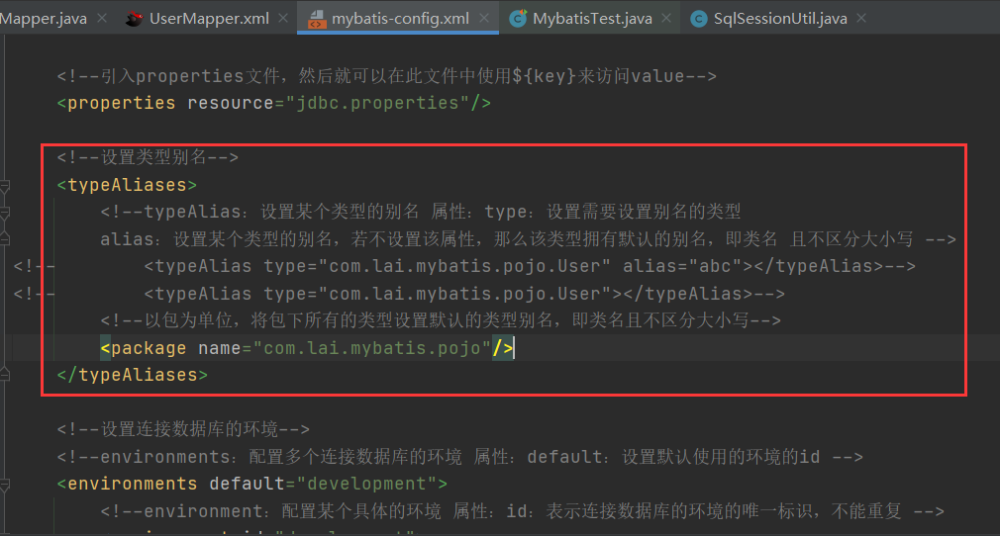 Mapper.java × UserMapper.xml × mybatis-config.xml × MybatisTest.java × SqlSessionUtil.java ×
<!--引入properties文件，然后就可以在此文件中使用${key}来访问value-->
<properties resource="jdbc.properties"/>
<!--设置类型别名-->
<typeAliases>
<!--typeAlias：设置某个类型的别名 属性：type：设置需要设置别名的类型
alias：设置某个类型的别名，若不设置该属性，那么该类型拥有默认的别名，即类名 且不区分大小写 -->
<!-- <typeAlias type="com.lai.mybatis.pojo.User" alias="abc"></typeAlias>-->
<!-- <typeAlias type="com.lai.mybatis.pojo.User"></typeAlias>-->
<!--以包为单位，将包下所有的类型设置默认的类型别名，即类名且不区分大小写-->
<package name="com.lai.mybatis.pojo"/>
</typeAliases>
<!--设置连接数据库的环境-->
<!--environments：配置多个连接数据库的环境 属性：default：设置默认使用的环境的id -->
<environments default="development">
<!--environment：配置某个具体的环境 属性：id：表示连接数据库的环境的唯一标识，不能重复 -->